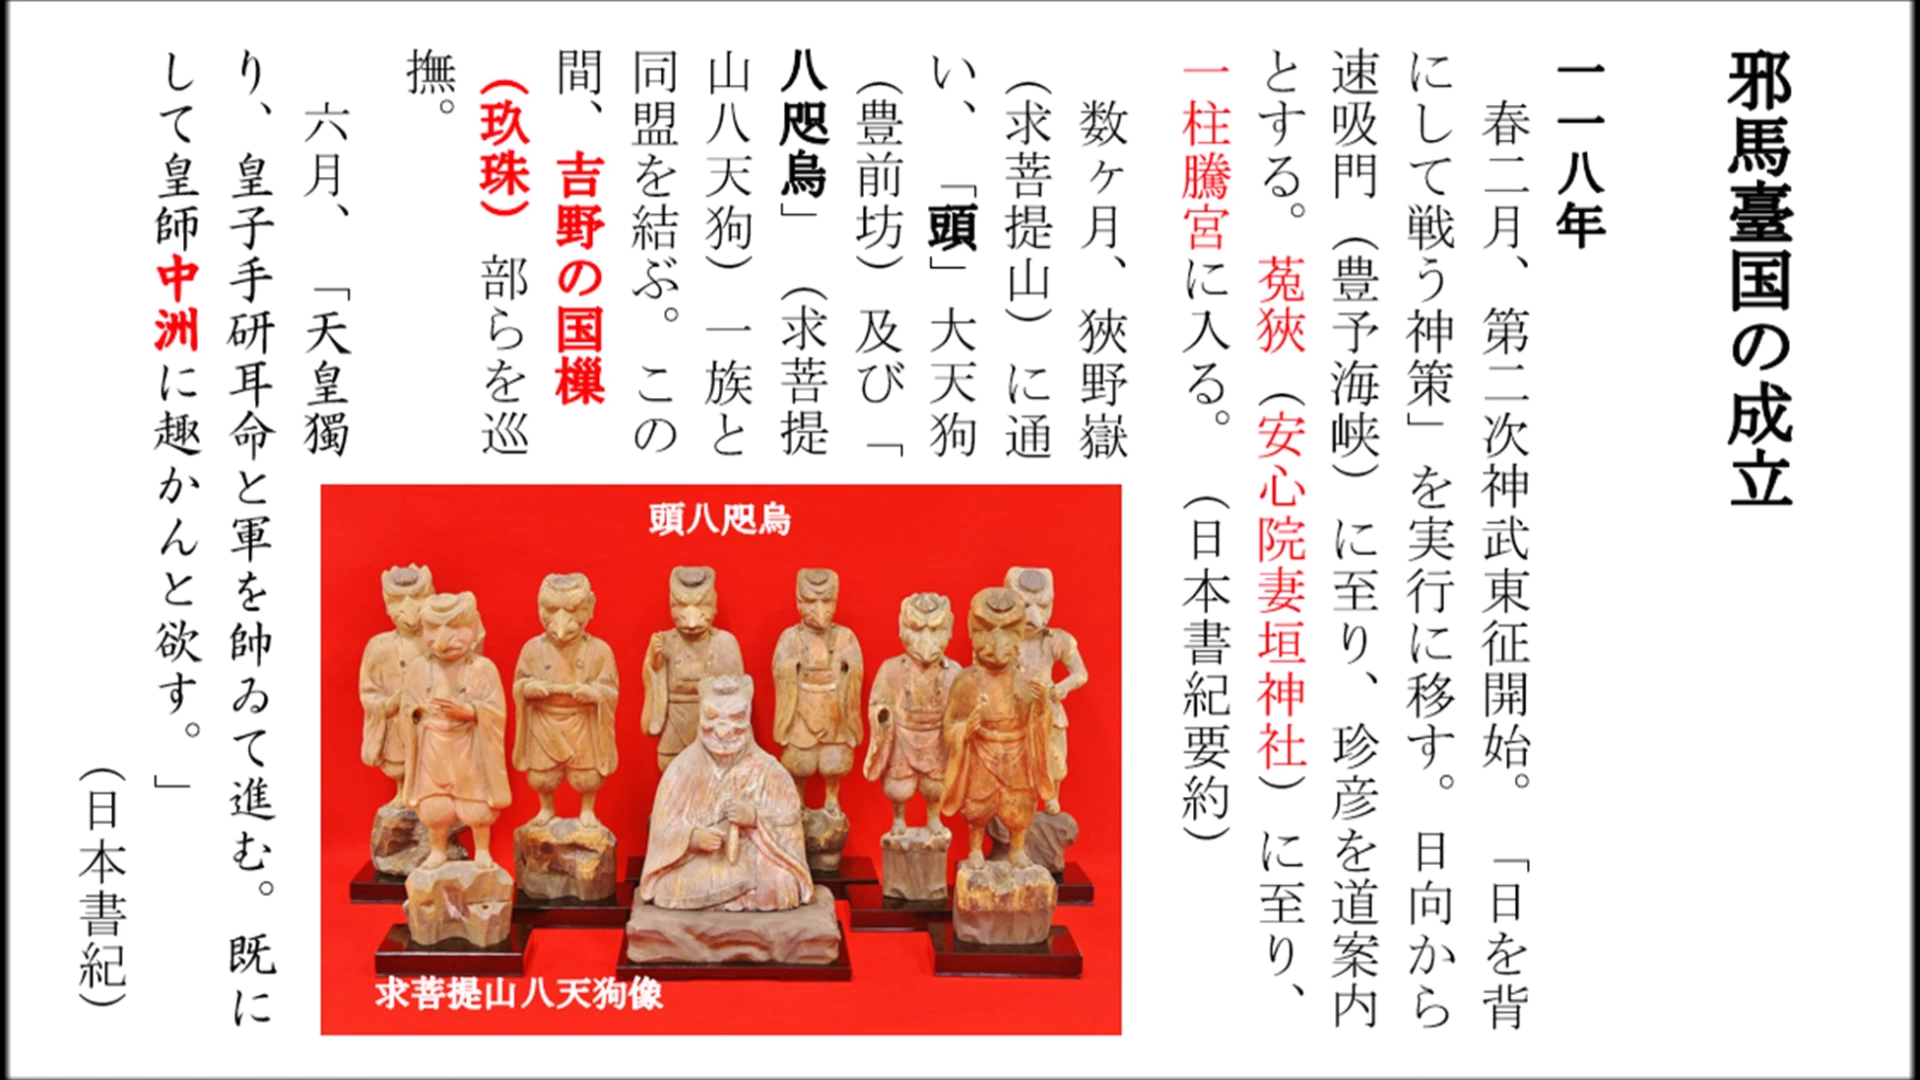 邪馬臺国の成立
一一八年
春二月、第二次神武東征開始。「日を背
にして戦う神策」を実行に移す。日向から
速吸門（豊予海峡）に至り、珍彦を道案内
とする。菟狹（安心院妻垣神社）に至り、
一柱騰宮に入る。（日本書紀要約）
数ヶ月、狹野嶽
（求菩提山）に通
い、「頭」大天狗
（豊前坊）及び「
八咫烏」（求菩提
山八天狗）一族と
同盟を結ぶ。この
間、吉野の国樔
（玖珠）部らを巡
撫。
六月、「天皇獨
り、皇子手研耳命と軍を帥ゐて進む。既に
して皇師中洲に趣かんと欲す。」
（日本書紀）
頭八咫烏
求菩提山八天狗像